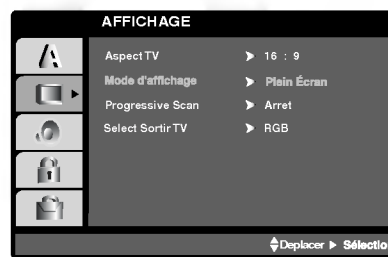 AFFICHAGE
Aspect TV 16 : 9
Mode d'affichage Plein Écran
Progressive Scan Arret
Select Sortir TV RGB
Deplacer Sélectio